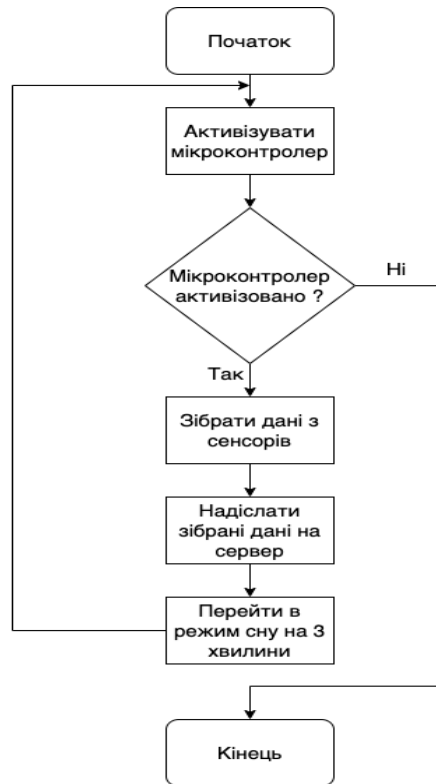 Початок
Активізувати
мікроконтролер
Мікроконтролер
активізовано ?
Ні
Так
Зібрати дані з
сенсорів
Надіслати
зібрані дані на
сервер
Перейти в
режим сну на 3
хвилини
Кінець